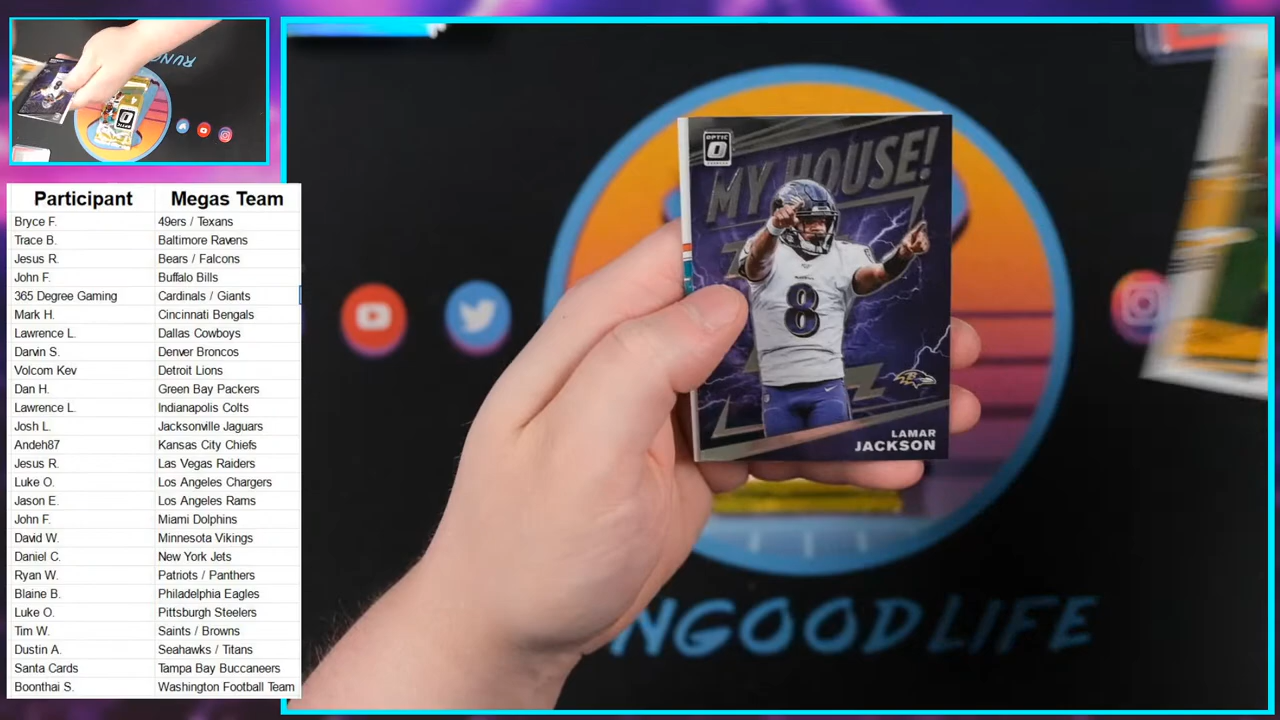 Participant Megas Team
Bryce F. 49ers / Texans
Trace B. Baltimore Ravens
Jesus R. Bears / Falcons
John F. Buffalo Bills
365 Degree Gaming Cardinals / Giants
Mark H. Cincinnati Bengals
Lawrence L. Dallas Cowboys
Darvin S. Denver Broncos
Volcom Kev Detroit Lions
Dan H. Green Bay Packers
Lawrence L. Indianapolis Colts
Josh L. Jacksonville Jaguars
Andeh87 Kansas City Chiefs
Jesus R. Las Vegas Raiders
Luke O. Los Angeles Chargers
Jason E. Los Angeles Rams
John F. Miami Dolphins
David W. Minnesota Vikings
Daniel C. New York Jets
Ryan W. Patriots / Panthers
Blaine B. Philadelphia Eagles
Luke O. Pittsburgh Steelers
Tim W. Saints / Browns
Dustin A. Seahawks / Titans
Santa Cards Tampa Bay Buccaneers
Boonthai S. Washington Football Team
OPTIC
MY HOUSE!
8
LAMAR
JACKSON
NGOOD LIFE